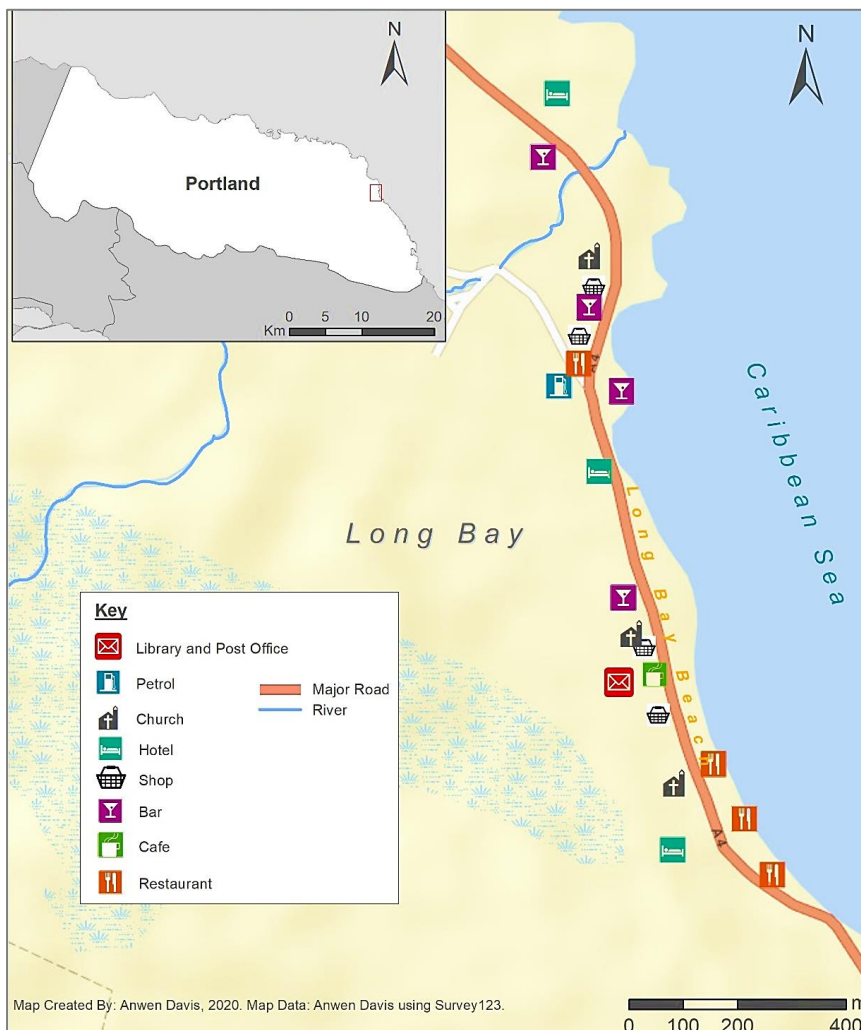 N
Portland
0 5 10 20
Km
N
A4
Caribbean Sea
Long Bay
Long Bay Beach
Key
Library and Post Office
Petrol
Church
Hotel
Shop
Bar
Cafe
Restaurant
Major Road
River
A4
Map Created By: Anwen Davis, 2020. Map Data: Anwen Davis using Survey123.
m
0 100 200 400